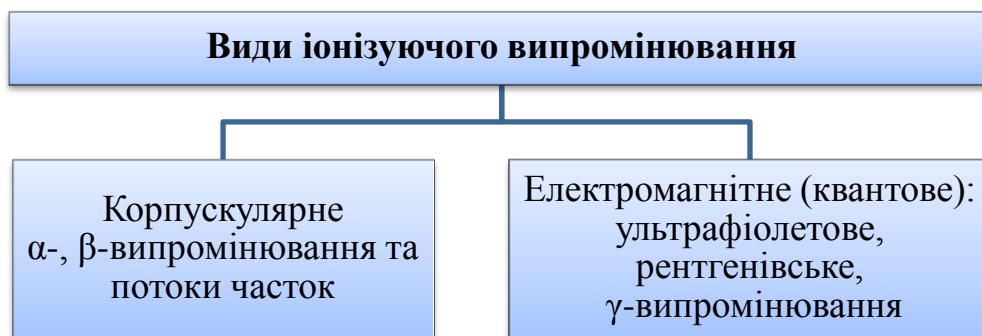 Види іонізуючого випромінювання
Корпускулярне
α-, β-випромінювання та
потоки часток
Електромагнітне (квантове):
ультрафіолетове,
рентгенівське,
γ-випромінювання